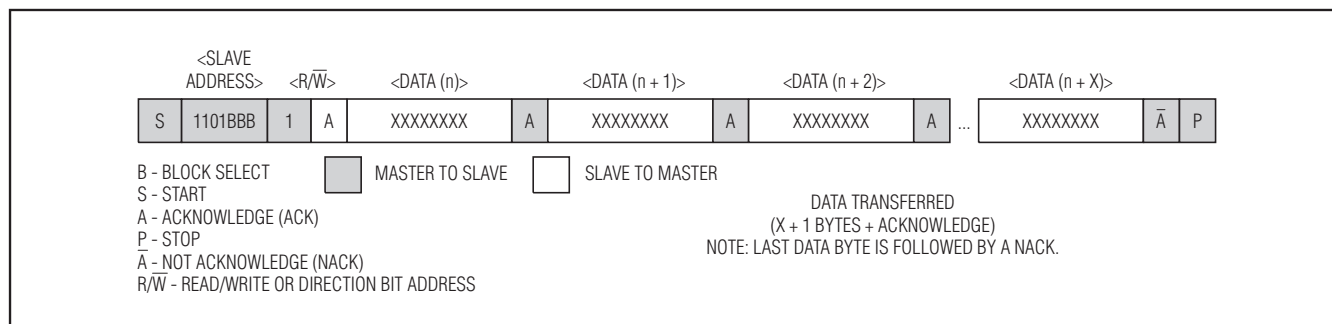 <SLAVE
ADDRESS> <R/W̅> <DATA (n)> <DATA (n + 1)> <DATA (n + 2)> <DATA (n + X)>
S 1101BBB 1 A XXXXXXXX A XXXXXXXX A XXXXXXXX A ... XXXXXXXX A̅ P
B - BLOCK SELECT MASTER TO SLAVE SLAVE TO MASTER
S - START
A - ACKNOWLEDGE (ACK)
P - STOP
A̅ - NOT ACKNOWLEDGE (NACK)
R/W̅ - READ/WRITE OR DIRECTION BIT ADDRESS
DATA TRANSFERRED
(X + 1 BYTES + ACKNOWLEDGE)
NOTE: LAST DATA BYTE IS FOLLOWED BY A NACK.